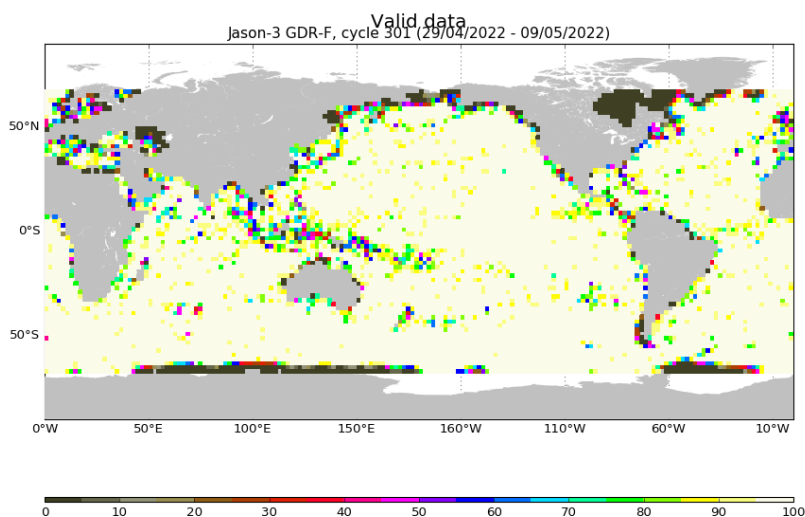 Valid data
Jason-3 GDR-F, cycle 301 (29/04/2022 - 09/05/2022)
50°N
0°S
50°S
0°W 50°E 100°E 150°E 160°W 110°W 60°W 10°W
0 10 20 30 40 50 60 70 80 90 100